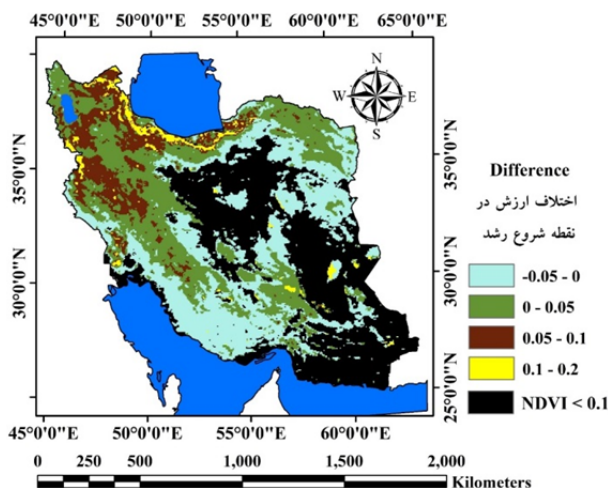 45°0'0"E 50°0'0"E 55°0'0"E 60°0'0"E 65°0'0"E
N
W E
S
35°0'0"N
30°0'0"N
35°0'0"N
30°0'0"N
25°0'0"N
Difference
اختلاف ارزش در
نقطه شروع رشد
-0.05 - 0
0 - 0.05
0.05 - 0.1
0.1 - 0.2
NDVI < 0.1
45°0'0"E 50°0'0"E 55°0'0"E 60°0'0"E
0 250 500 1,000 1,500 2,000
Kilometers